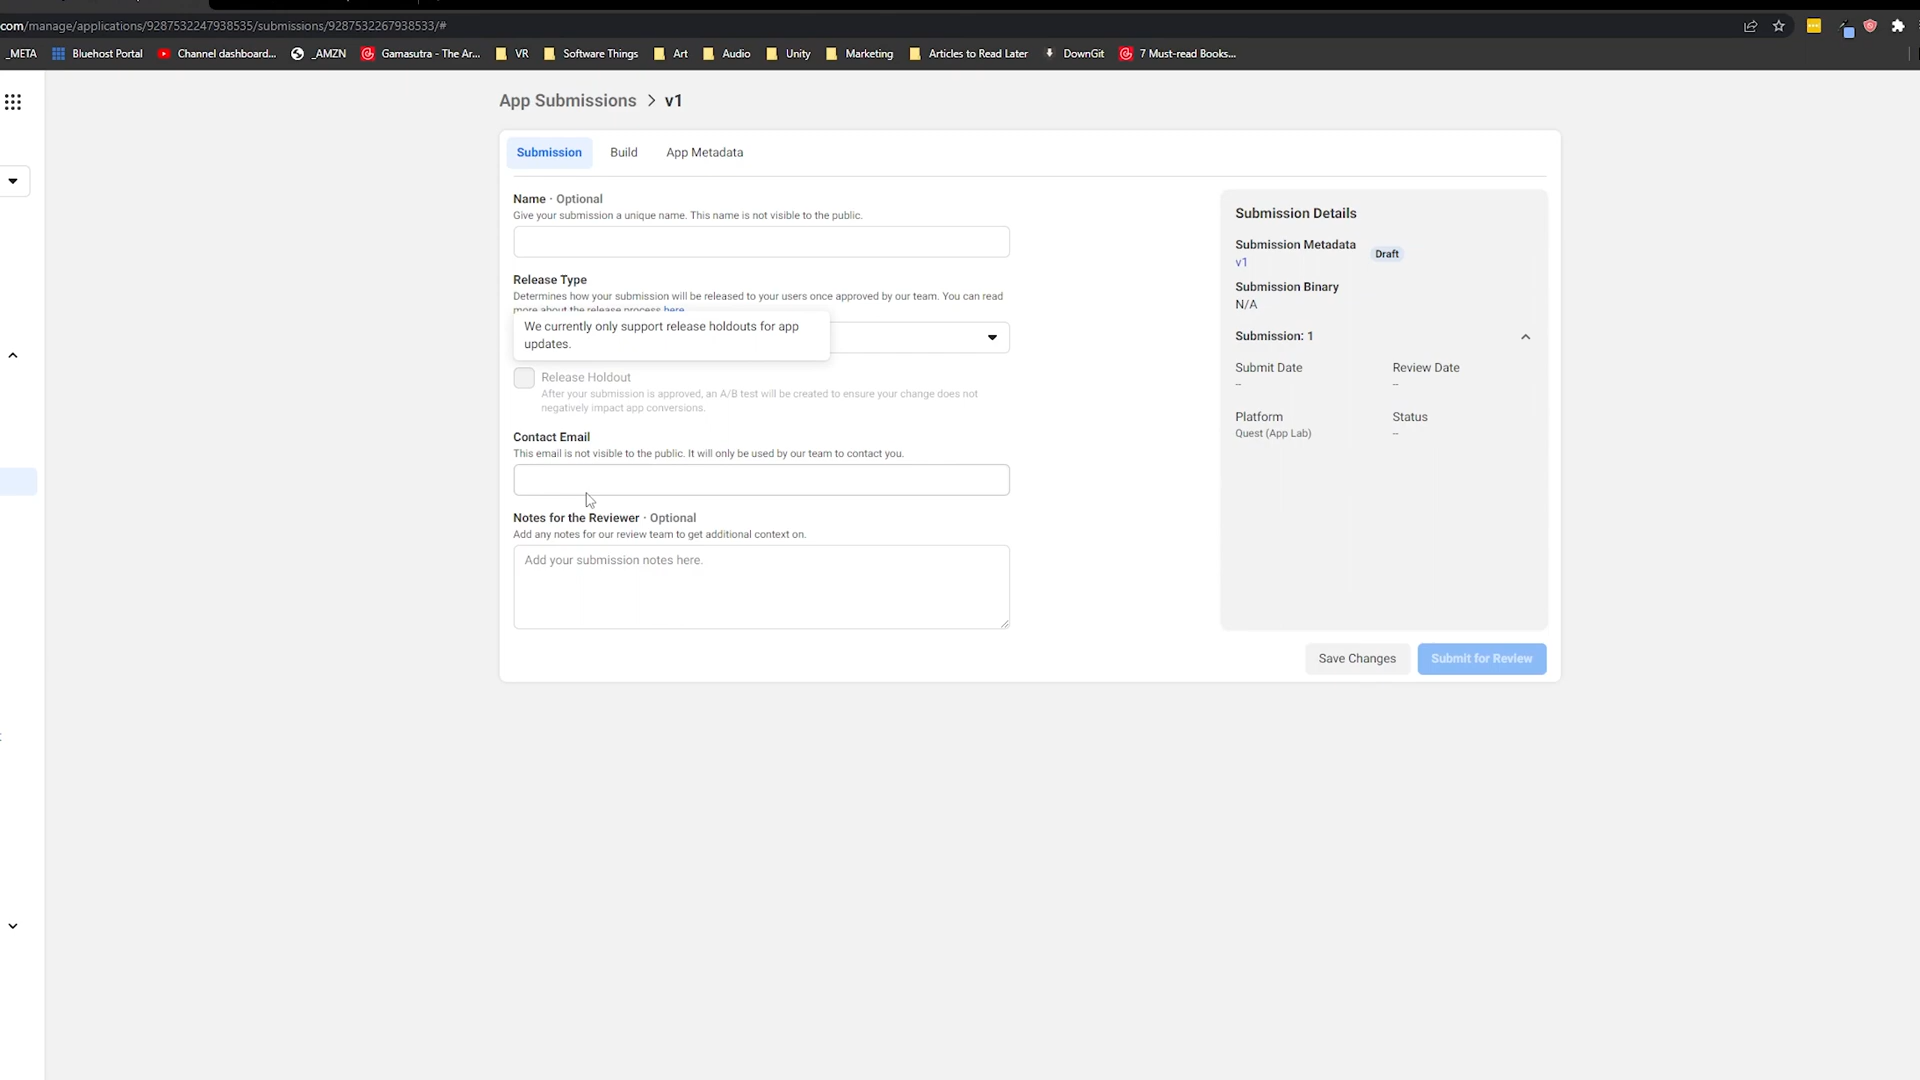 com/manage/applications/9287532247938535/submissions/9287532267938533/#
_META Bluehost Portal Channel dashboard... _AMZN Gamasutra - The Ar... VR Software Things Art Audio Unity Marketing Articles to Read Later DownGit 7 Must-read Books...
App Submissions > v1
Submission Build App Metadata
Name · Optional
Give your submission a unique name. This name is not visible to the public.
Release Type
Determines how your submission will be released to your users once approved by our team. You can read
more about the release process here
We currently only support release holdouts for app
updates.
Release Holdout
After your submission is approved, an A/B test will be created to ensure your change does not
negatively impact app conversions.
Contact Email
This email is not visible to the public. It will only be used by our team to contact you.
Notes for the Reviewer · Optional
Add any notes for our review team to get additional context on.
Add your submission notes here.
Submission Details
Submission Metadata
v1
Draft
Submission Binary
N/A
Submission: 1
Submit Date Review Date
-- --
Platform Status
Quest (App Lab) --
Save Changes Submit for Review